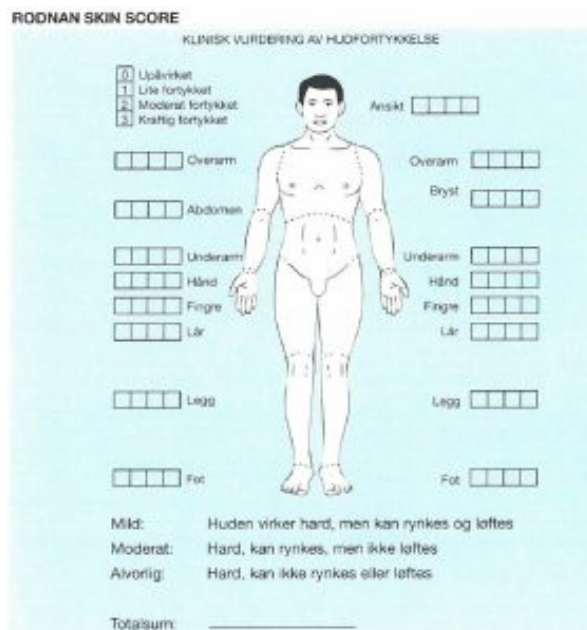 RODNAN SKIN SCORE
KLINISK VURDERING AV HUDFORTYKKELSE
0 Upåvirket
1 Lite fortykket
2 Moderat fortykket
3 Kraftig fortykket
Ansikt
Overarm Overarm
Bryst
Abdomen
Underarm Underarm
Hånd Hånd
Fingre Fingre
Lår Lår
Legg Legg
Fot Fot
Mild: Huden virker hard, men kan rynkes og løftes
Moderat: Hard, kan rynkes, men ikke løftes
Alvorlig: Hard, kan ikke rynkes eller løftes
Totalsum: